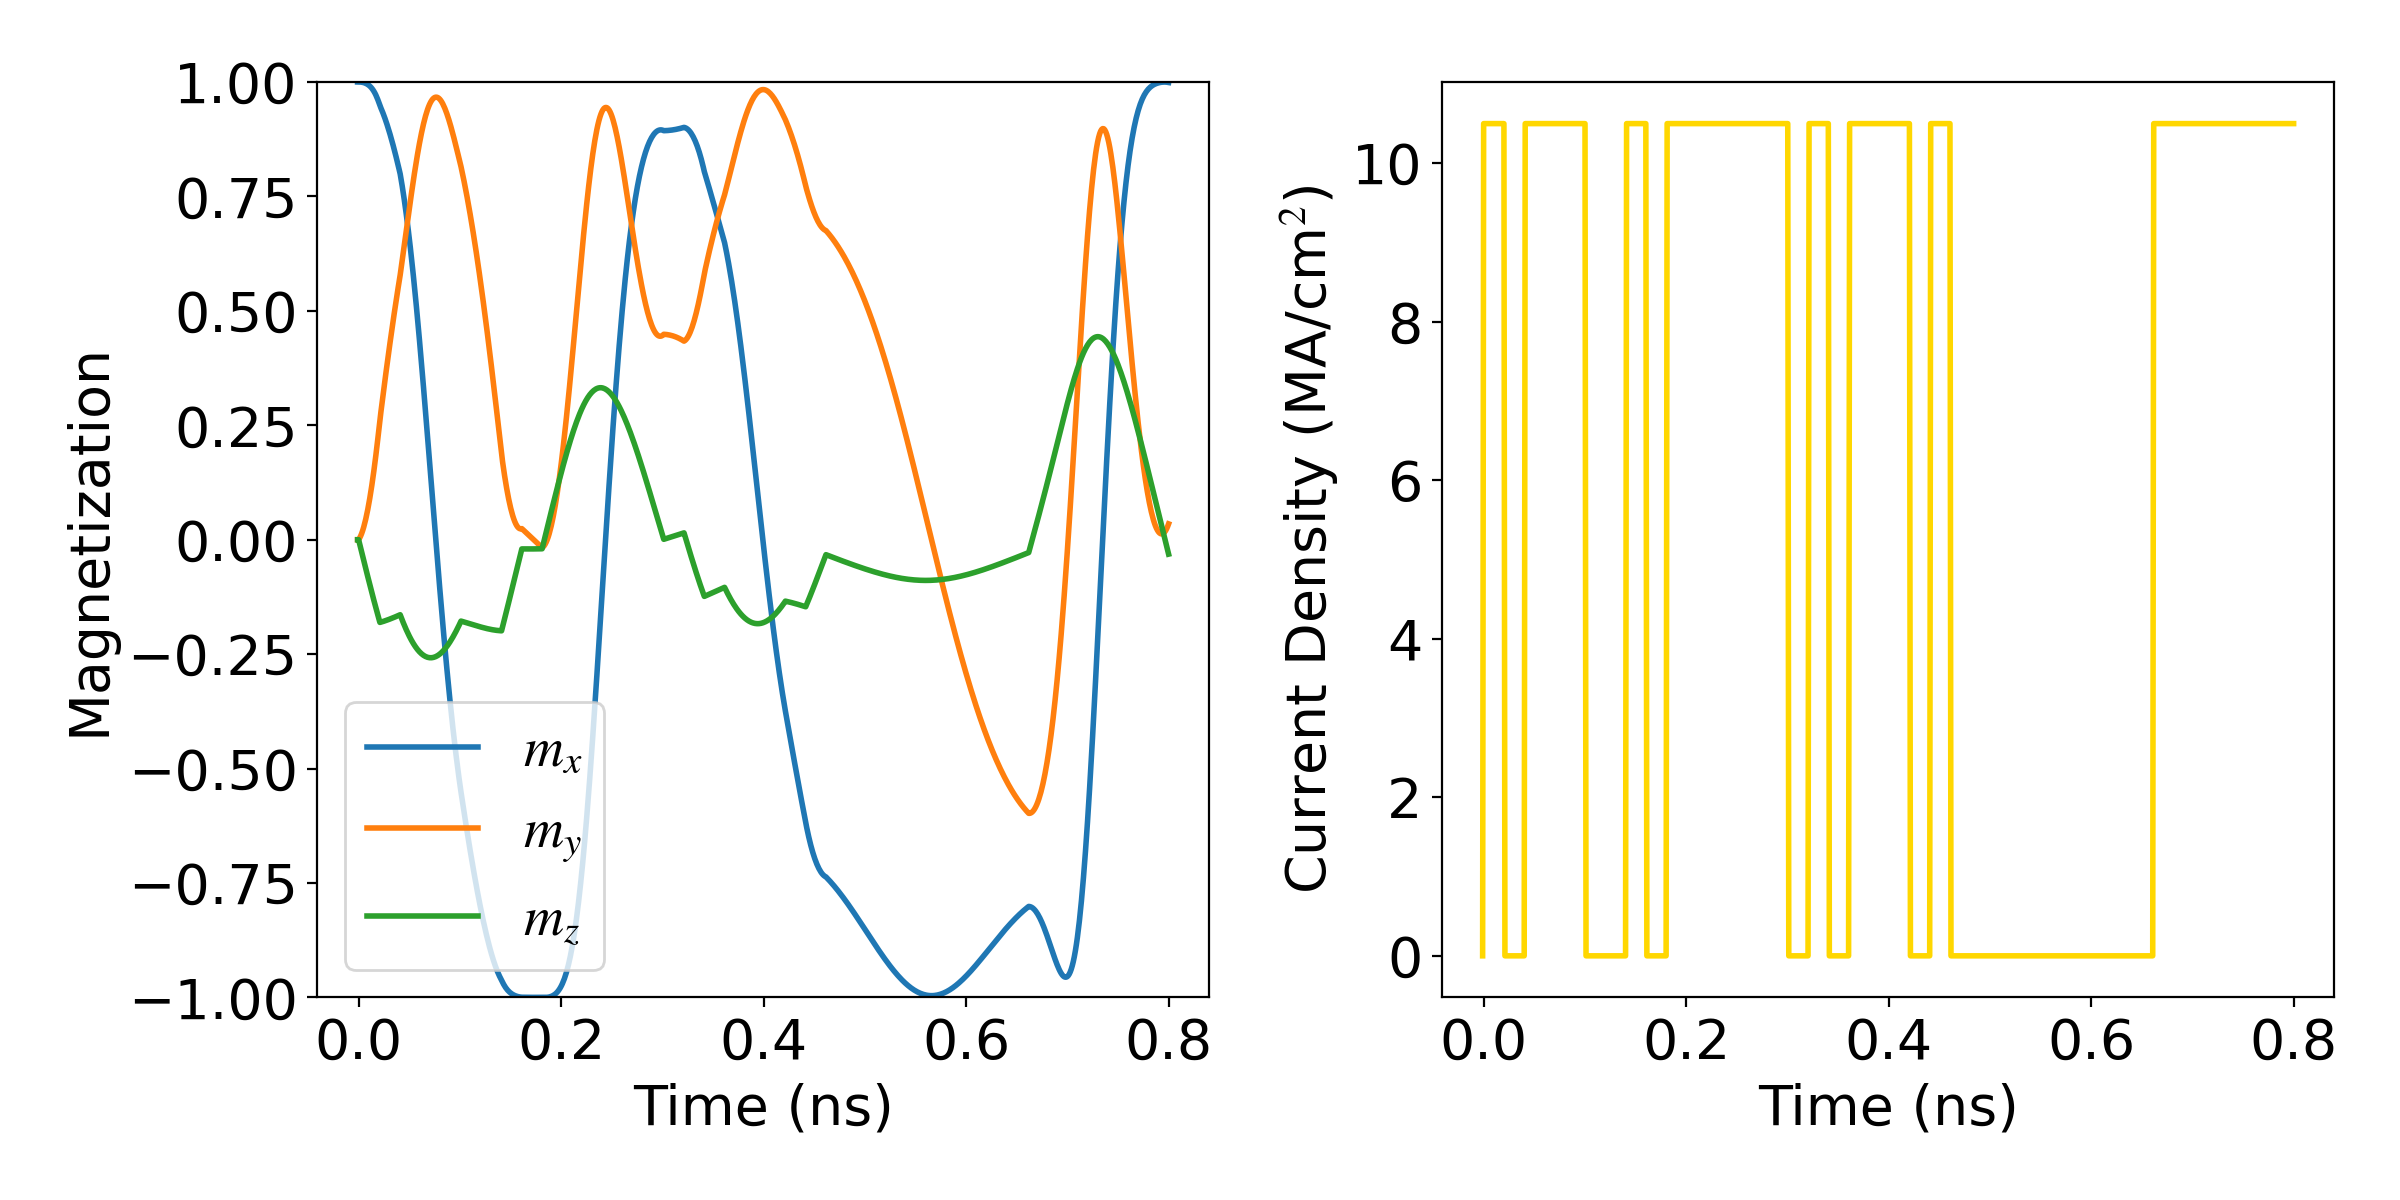 Magnetization
1.00
0.75
0.50
0.25
0.00
−0.25
−0.50
−0.75
−1.00
m_x
m_y
m_z
0.0 0.2 0.4 0.6 0.8
Time (ns)
Current Density (MA/cm²)
10
8
6
4
2
0
0.0 0.2 0.4 0.6 0.8
Time (ns)